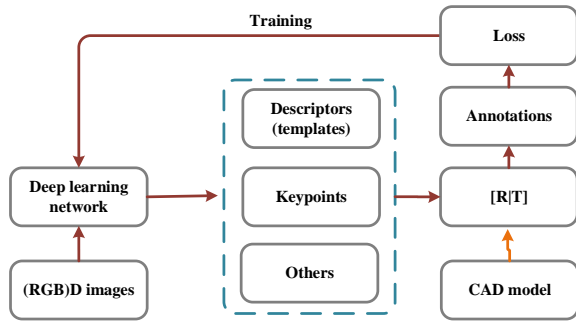 Training
Loss
Descriptors
(templates)
Annotations
Deep learning
network
Keypoints
[R|T]
(RGB)D images
Others
CAD model